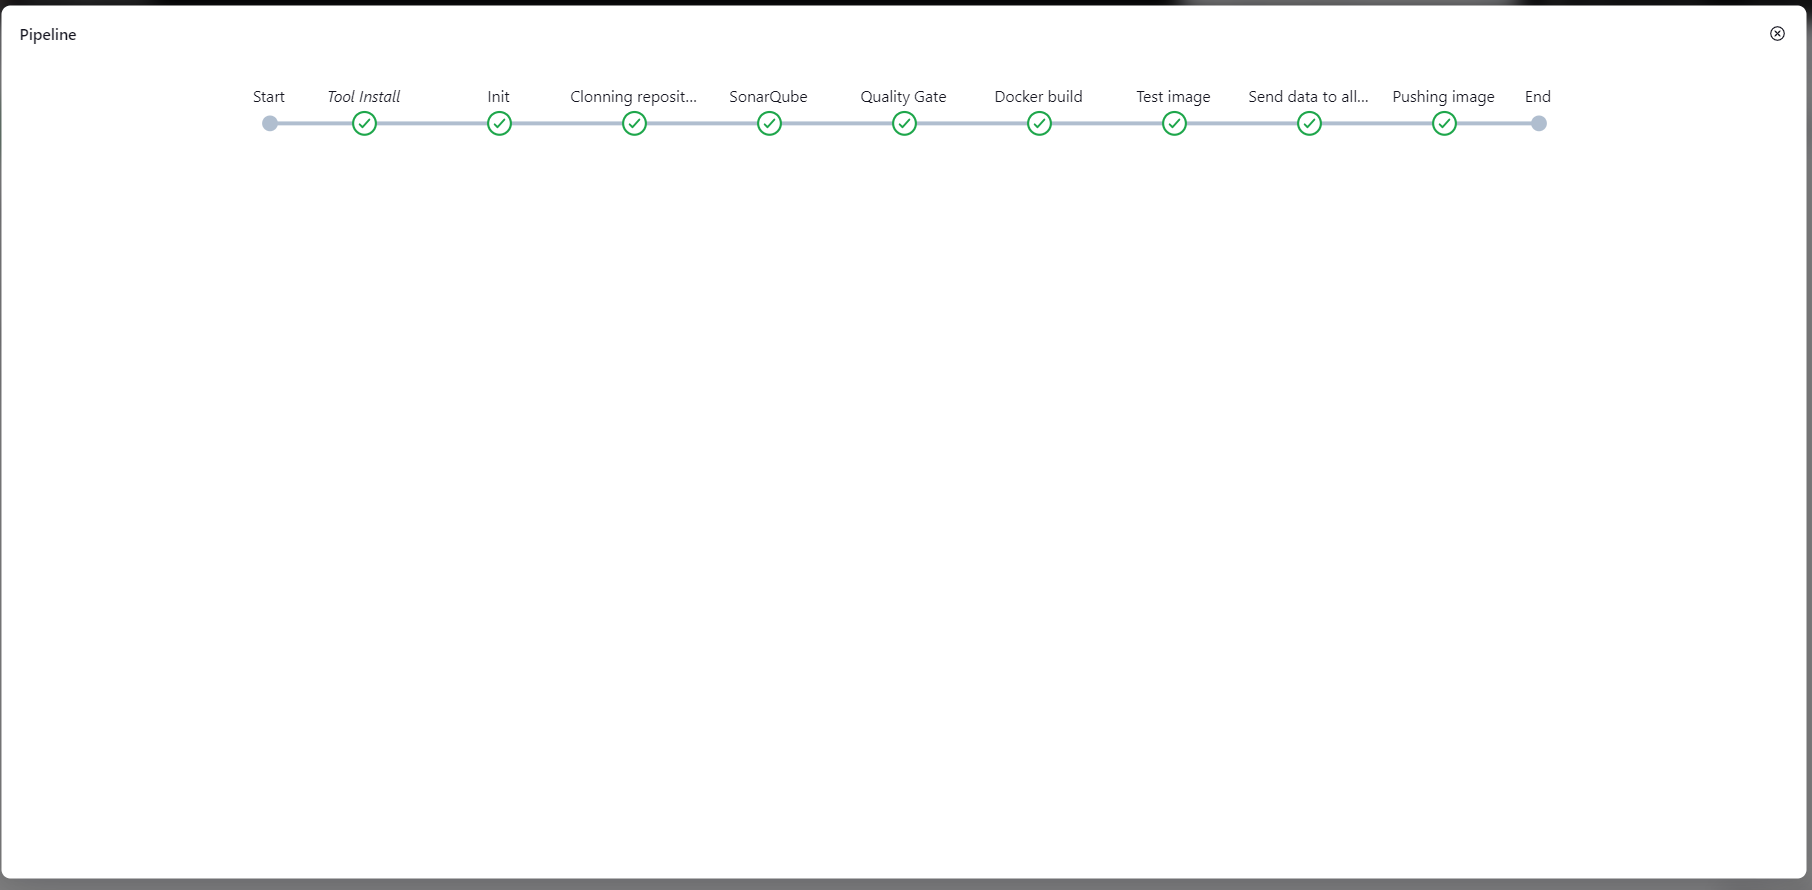 Pipeline
Start
Tool Install
Init
Clonning reposit...
SonarQube
Quality Gate
Docker build
Test image
Send data to all...
Pushing image
End